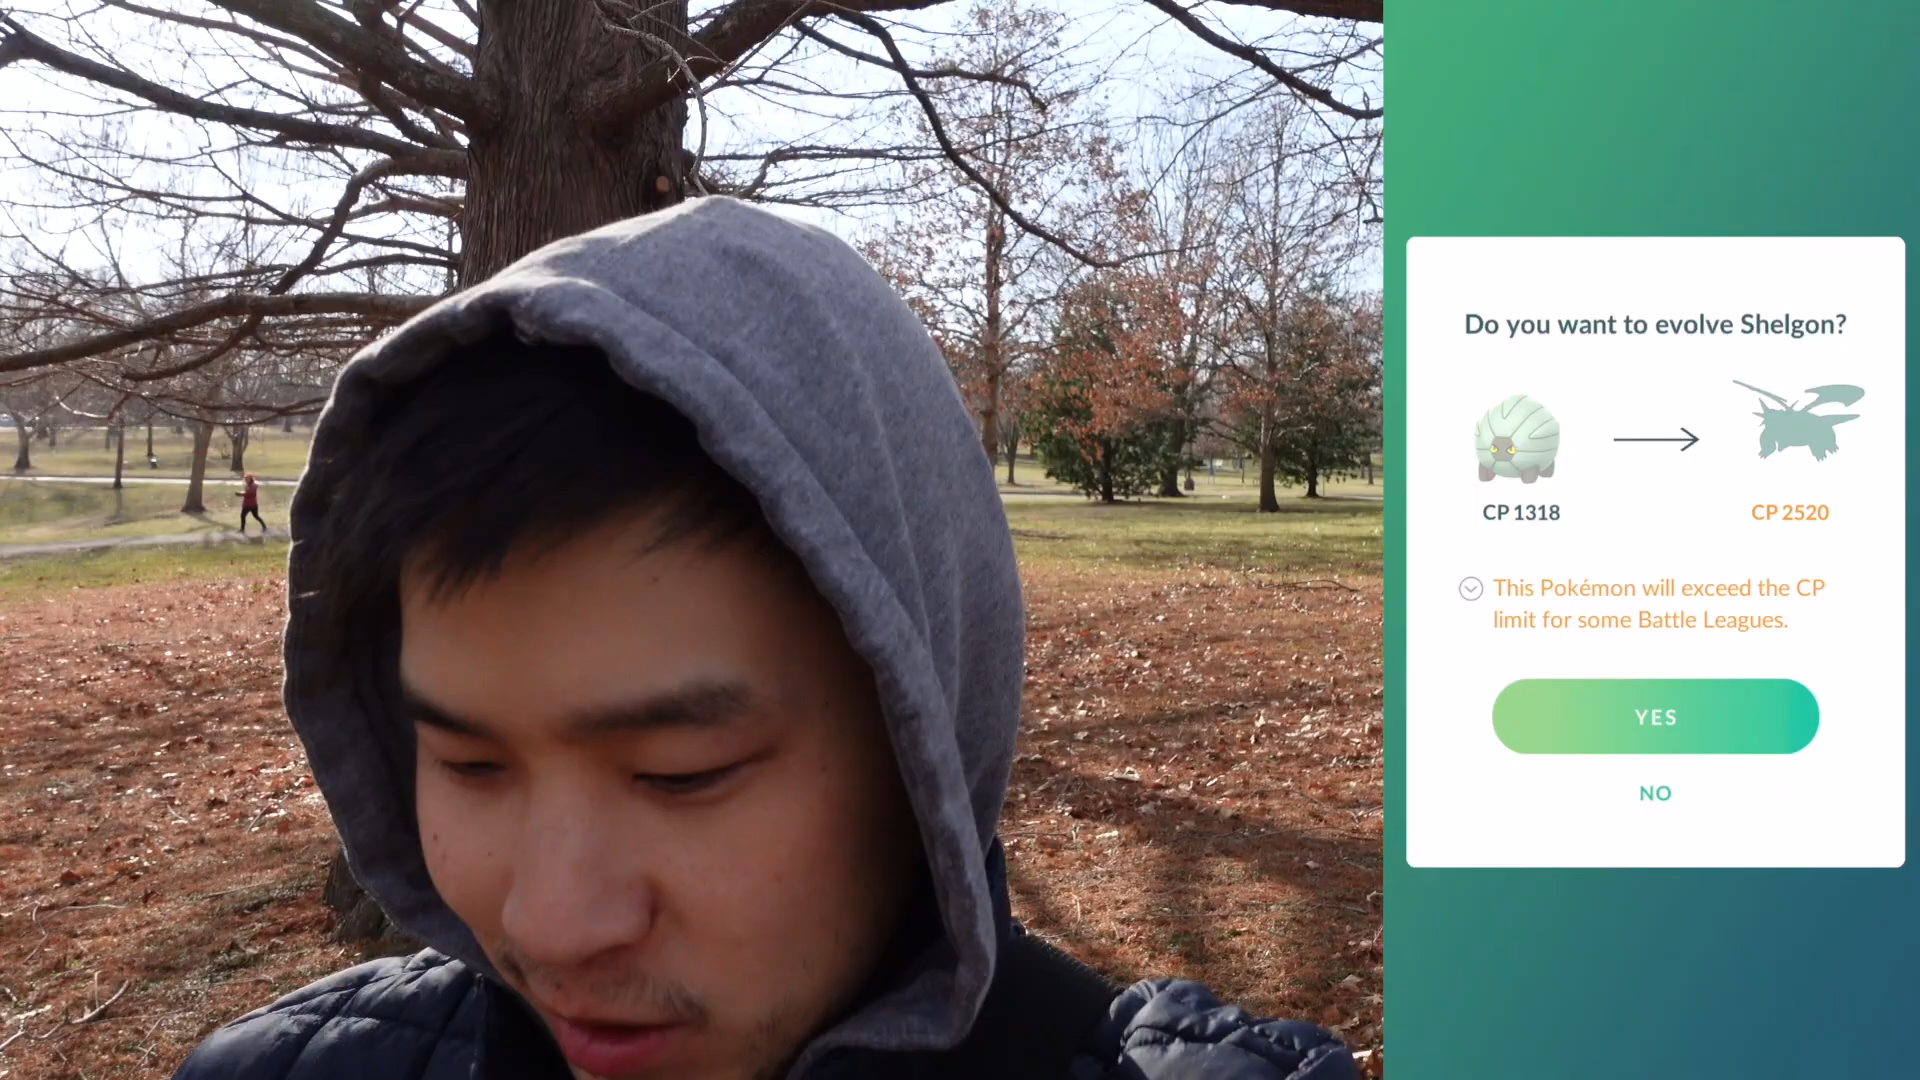 Do you want to evolve Shelgon?
CP 1318
CP 2520
This Pokémon will exceed the CP
limit for some Battle Leagues.
YES
NO